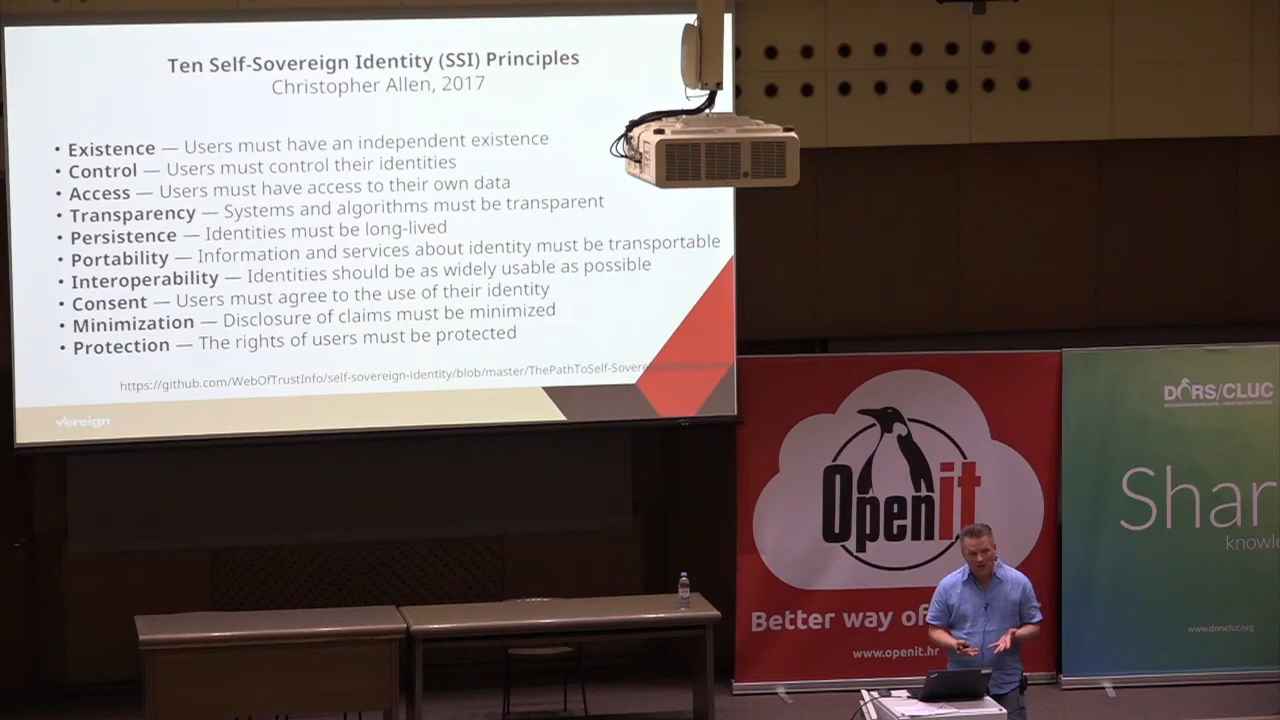 Ten Self-Sovereign Identity (SSI) Principles
Christopher Allen, 2017
• Existence — Users must have an independent existence
• Control — Users must control their identities
• Access — Users must have access to their own data
• Transparency — Systems and algorithms must be transparent
• Persistence — Identities must be long-lived
• Portability — Information and services about identity must be transportable
• Interoperability — Identities should be as widely usable as possible
• Consent — Users must agree to the use of their identity
• Minimization — Disclosure of claims must be minimized
• Protection — The rights of users must be protected
https://github.com/WebOfTrustInfo/self-sovereign-identity/blob/master/ThePathToSelf-Sovere
vereign
Openit
Better way of
www.openit.hr
DORS/CLUC
Shar
knowle
www.dorscluc.org